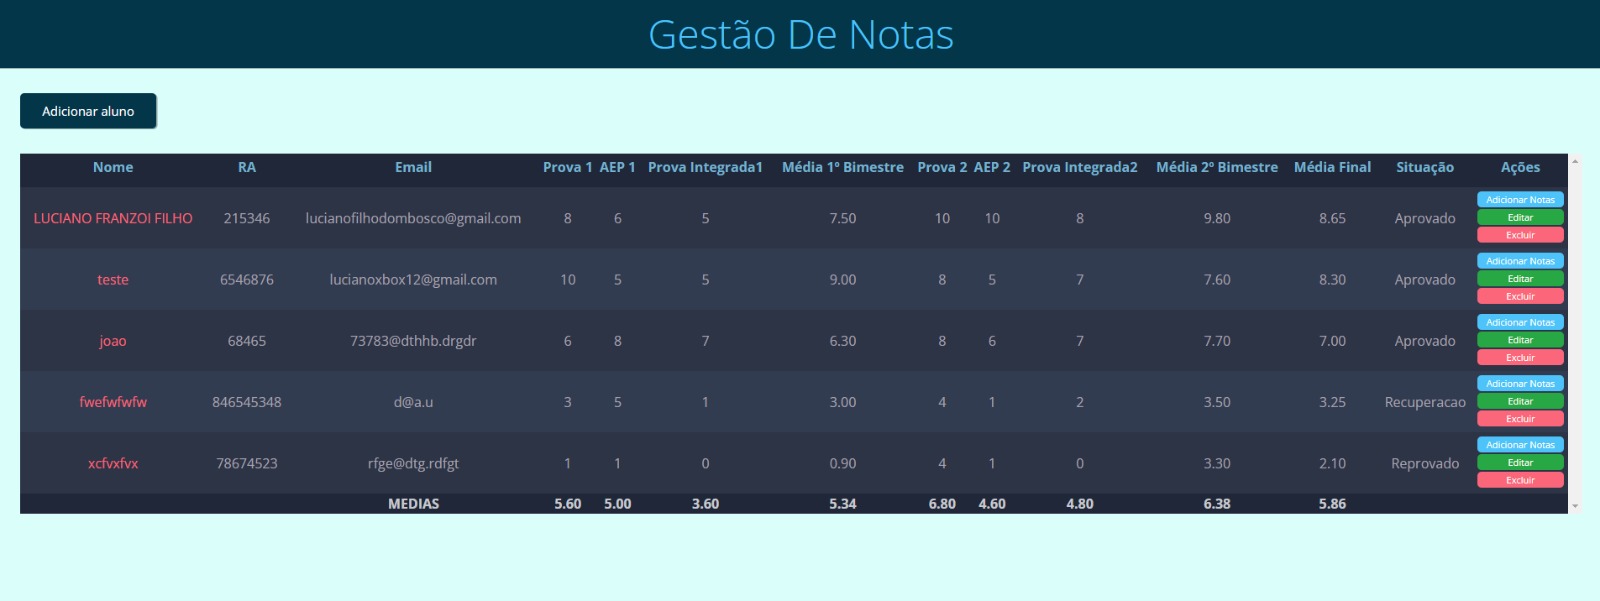 Gestão De Notas
Adicionar aluno
Nome RA Email Prova 1 AEP 1 Prova Integrada1 Média 1º Bimestre Prova 2 AEP 2 Prova Integrada2 Média 2º Bimestre Média Final Situação Ações
LUCIANO FRANZOI FILHO 215346 lucianofilhodombosco@gmail.com 8 6 5 7.50 10 10 8 9.80 8.65 Aprovado Adicionar Notas
Editar
Excluir
teste 6546876 lucianoxbox12@gmail.com 10 5 5 9.00 8 5 7 7.60 8.30 Aprovado Adicionar Notas
Editar
Excluir
joao 68465 73783@dthhb.drgdr 6 8 7 6.30 8 6 7 7.70 7.00 Aprovado Adicionar Notas
Editar
Excluir
fwefwfwfw 846545348 d@a.u 3 5 1 3.00 4 1 2 3.50 3.25 Recuperacao Adicionar Notas
Editar
Excluir
xcfvxfvx 78674523 rfge@dtg.rdfgt 1 1 0 0.90 4 1 0 3.30 2.10 Reprovado Adicionar Notas
Editar
Excluir
MEDIAS 5.60 5.00 3.60 5.34 6.80 4.60 4.80 6.38 5.86